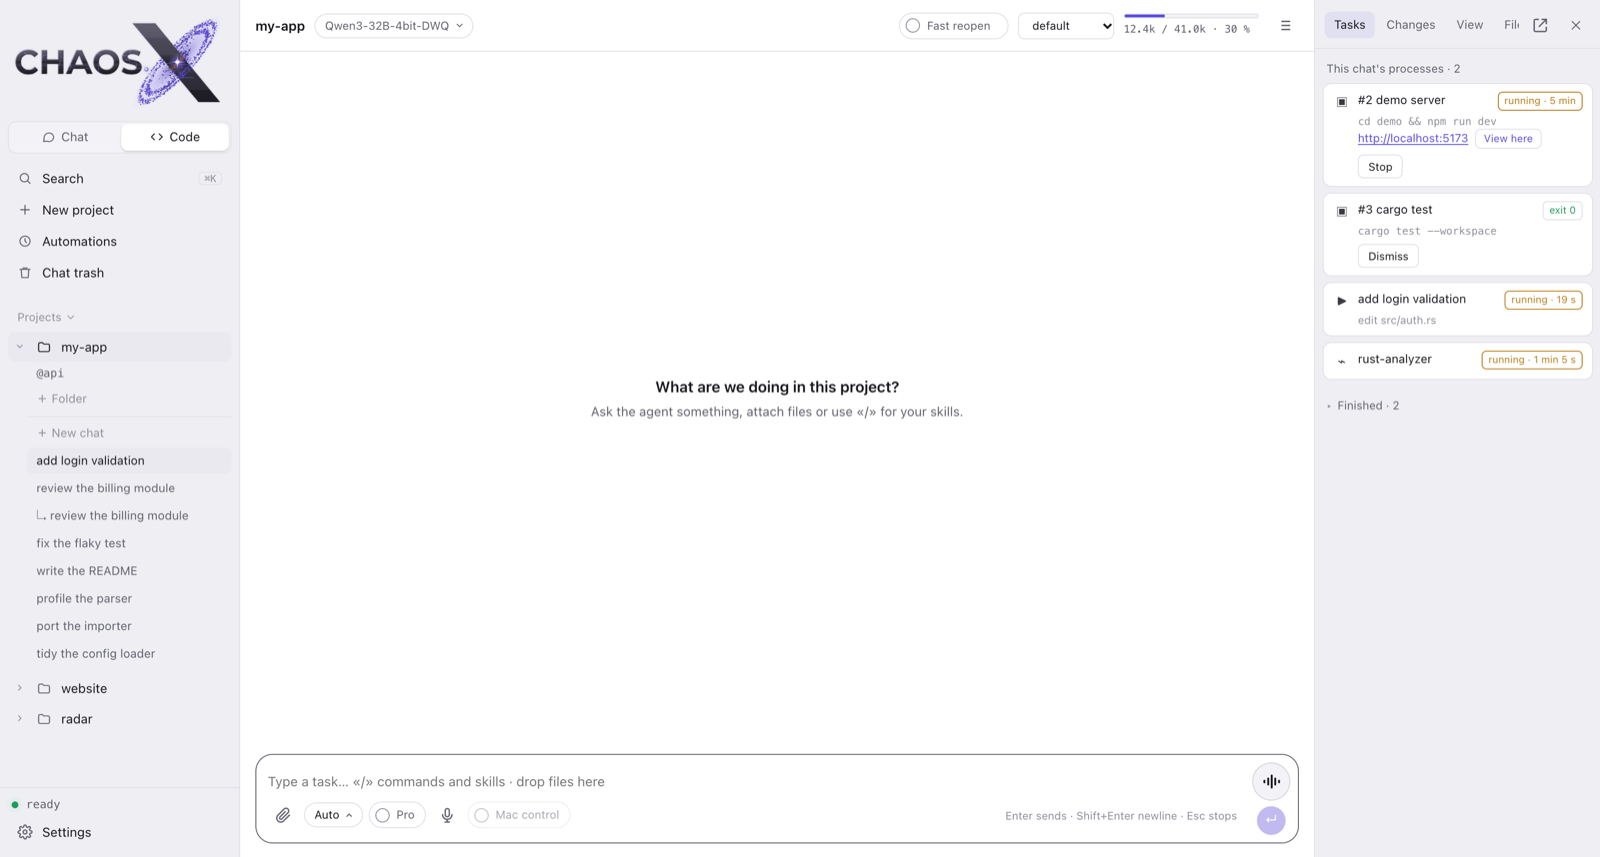 CHAOS X
Chat
Code
Search
⌘K
New project
Automations
Chat trash
Projects
my-app
@api
+ Folder
+ New chat
add login validation
review the billing module
review the billing module
fix the flaky test
write the README
profile the parser
port the importer
tidy the config loader
website
radar
ready
Settings
my-app
Qwen3-32B-4bit-DWQ
Fast reopen
default
12.4k / 41.0k · 30 %
What are we doing in this project?
Ask the agent something, attach files or use «/» for your skills.
Type a task... «/» commands and skills · drop files here
Auto
Pro
Mac control
Enter sends · Shift+Enter newline · Esc stops
Tasks
Changes
View
This chat's processes · 2
#2 demo server
running · 5 min
cd demo && npm run dev
http://localhost:5173
View here
Stop
#3 cargo test
exit 0
cargo test --workspace
Dismiss
add login validation
running · 19 s
edit src/auth.rs
rust-analyzer
running · 1 min 5 s
Finished · 2